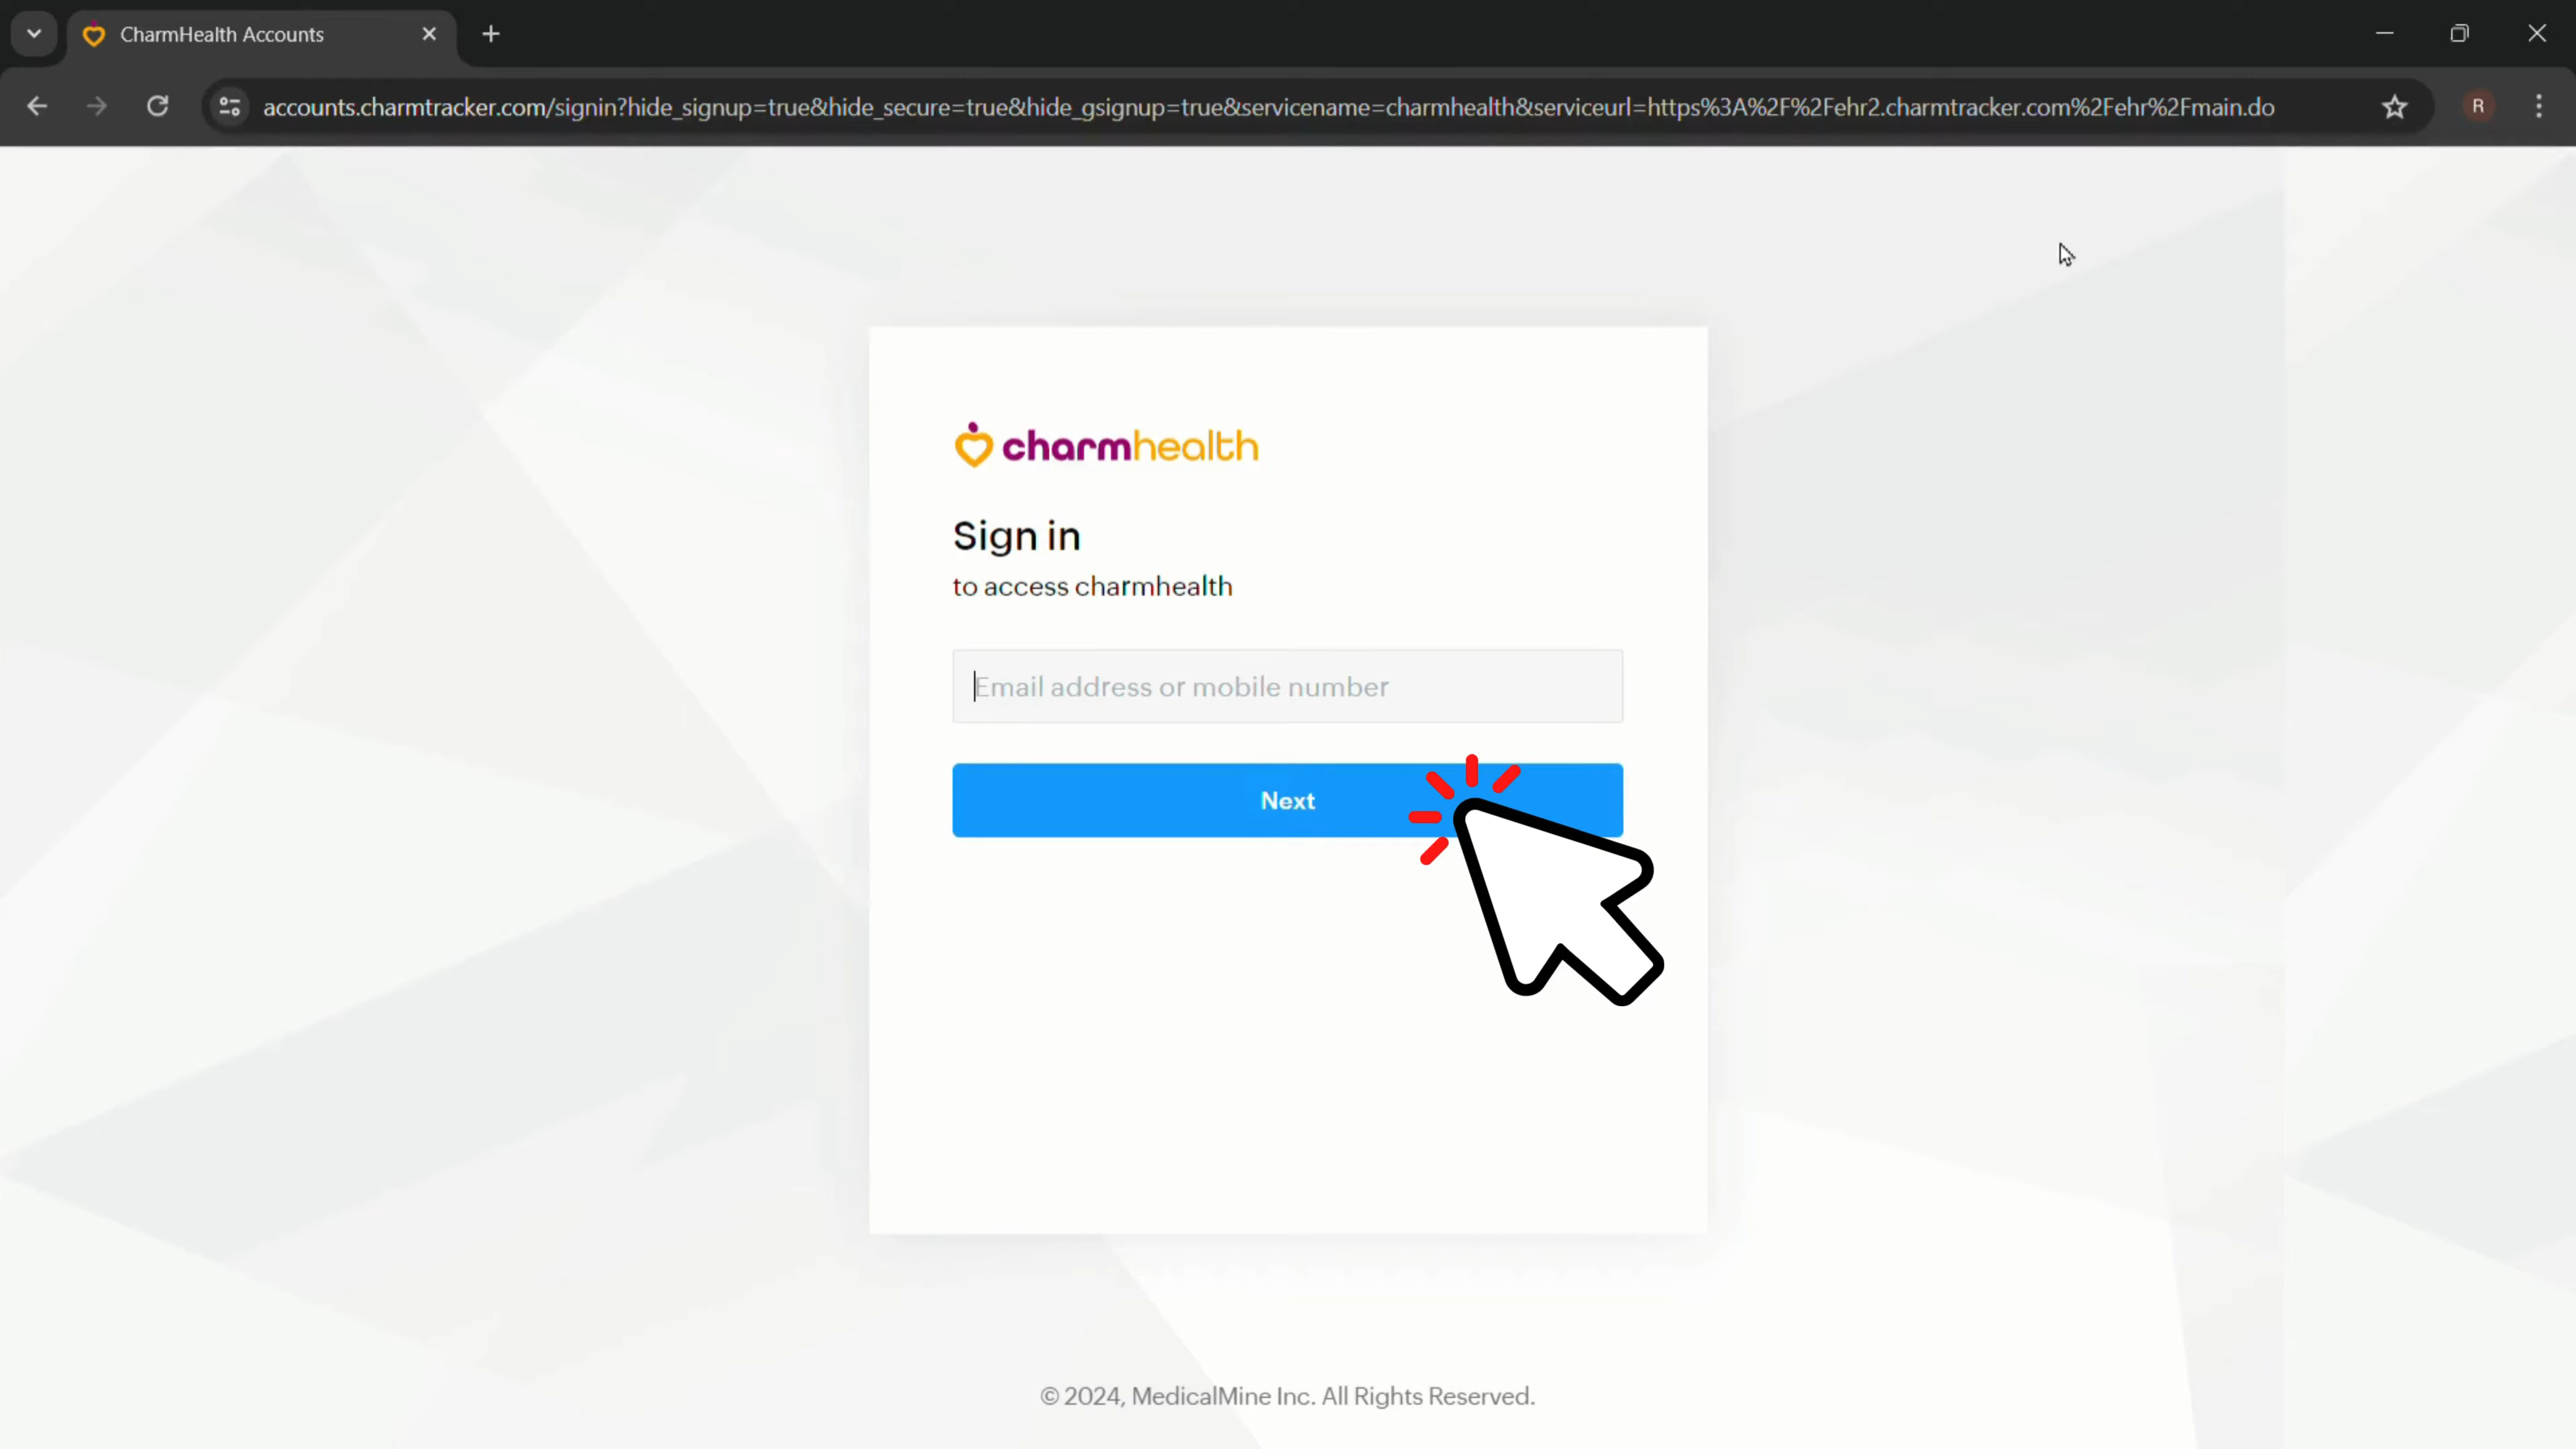 CharmHealth Accounts
accounts.charmtracker.com/signin?hide_signup=true&hide_secure=true&hide_gsignup=true&servicename=charmhealth&serviceurl=https%3A%2F%2Fehr2.charmtracker.com%2Fehr%2Fmain.do
R
charmhealth
Sign in
to access charmhealth
Email address or mobile number
Next
© 2024, MedicalMine Inc. All Rights Reserved.